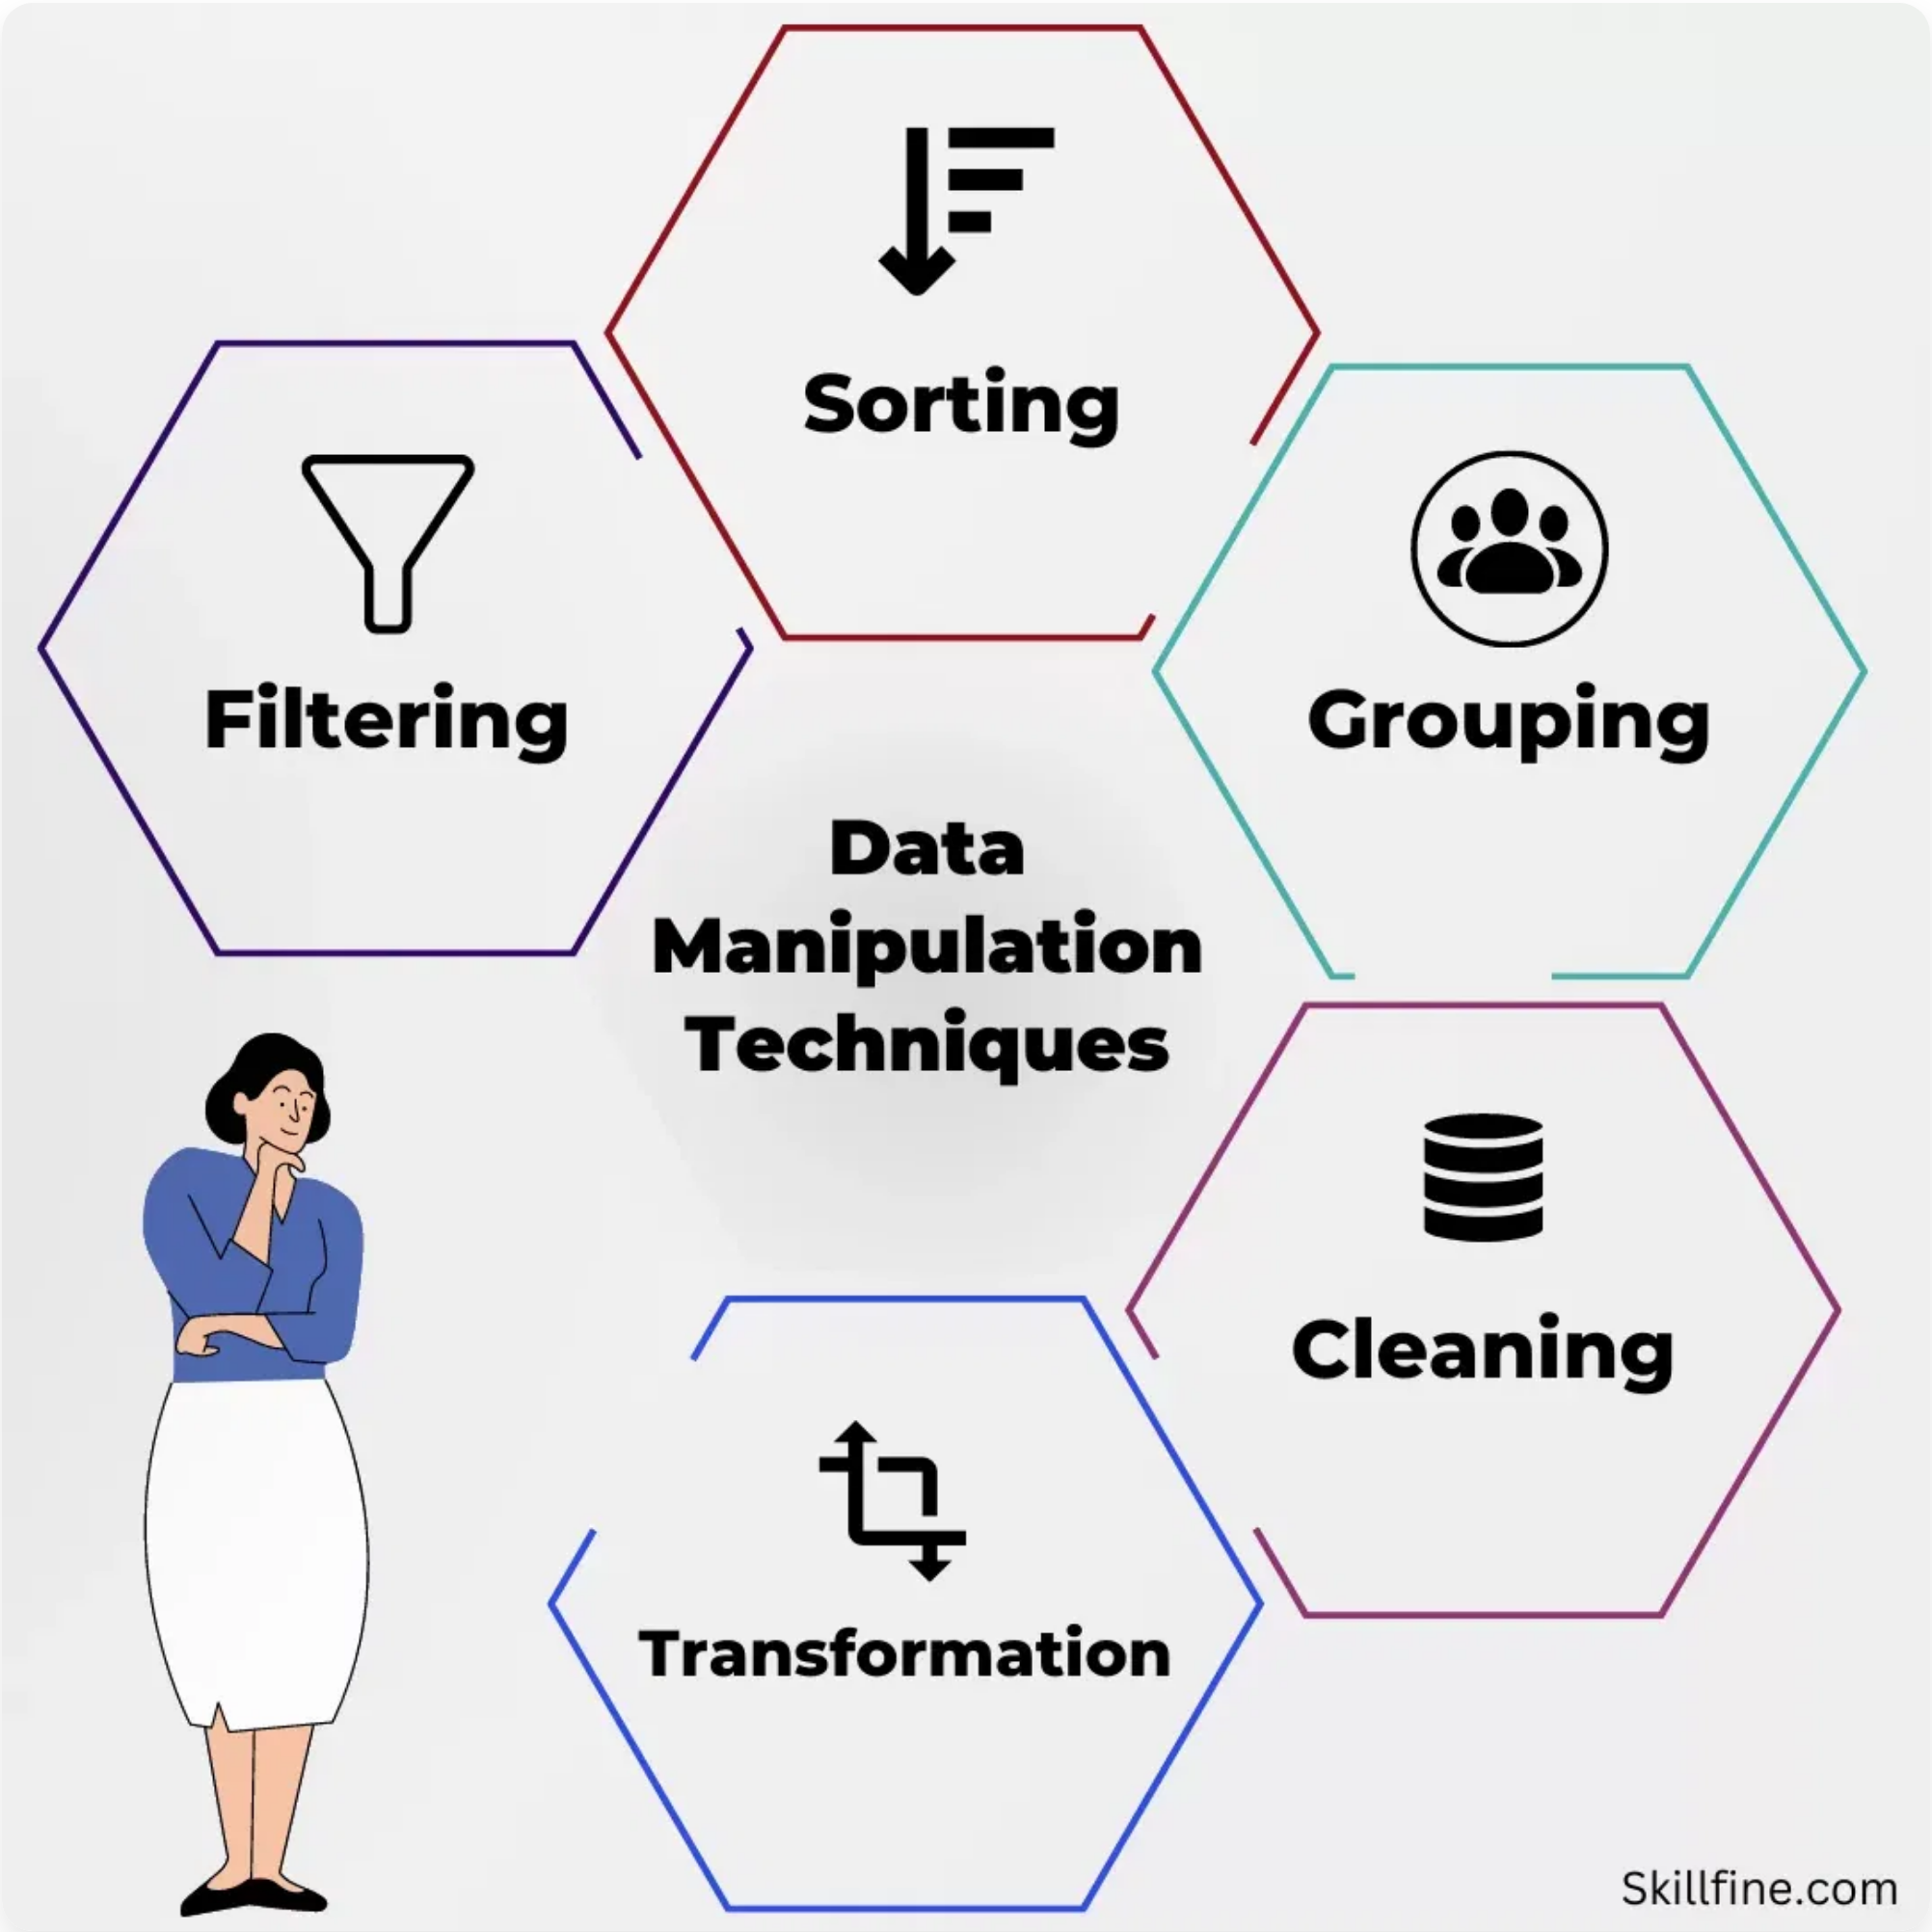 Sorting
Filtering
Grouping
Data
Manipulation
Techniques
Cleaning
Transformation
Skillfine.com